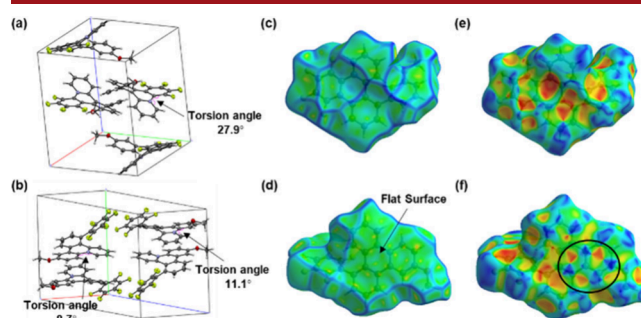 (a)
(c)
(e)
Torsion angle
27.9°
(b)
(d)
(f)
Flat Surface
Torsion angle
11.1°
Torsion angle